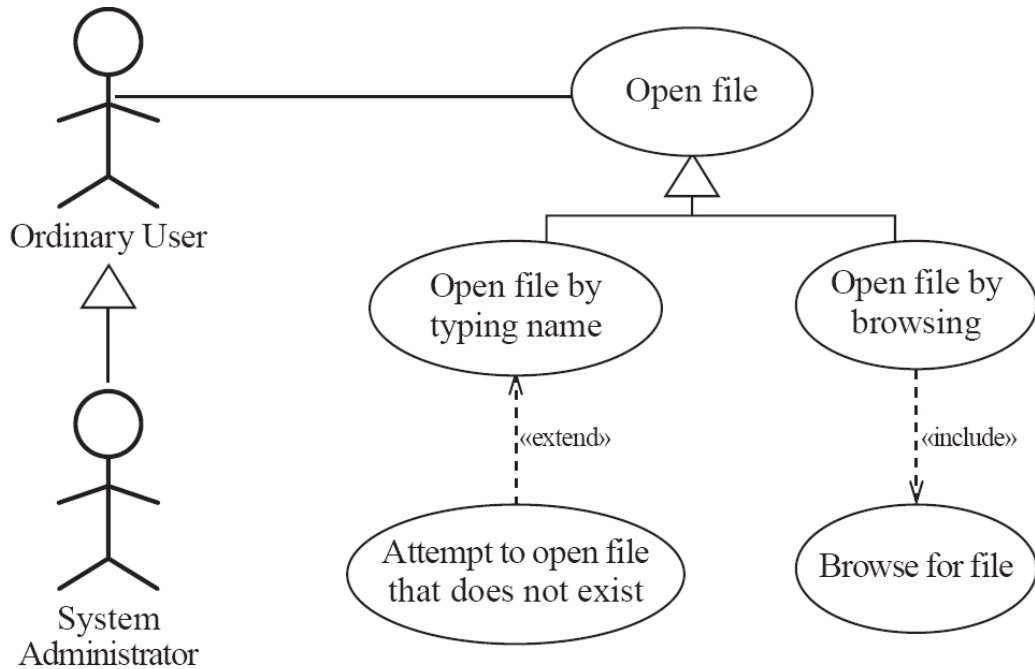 Open file
Ordinary User
Open file by
typing name
Open file by
browsing
«extend»
«include»
Attempt to open file
that does not exist
Browse for file
System
Administrator